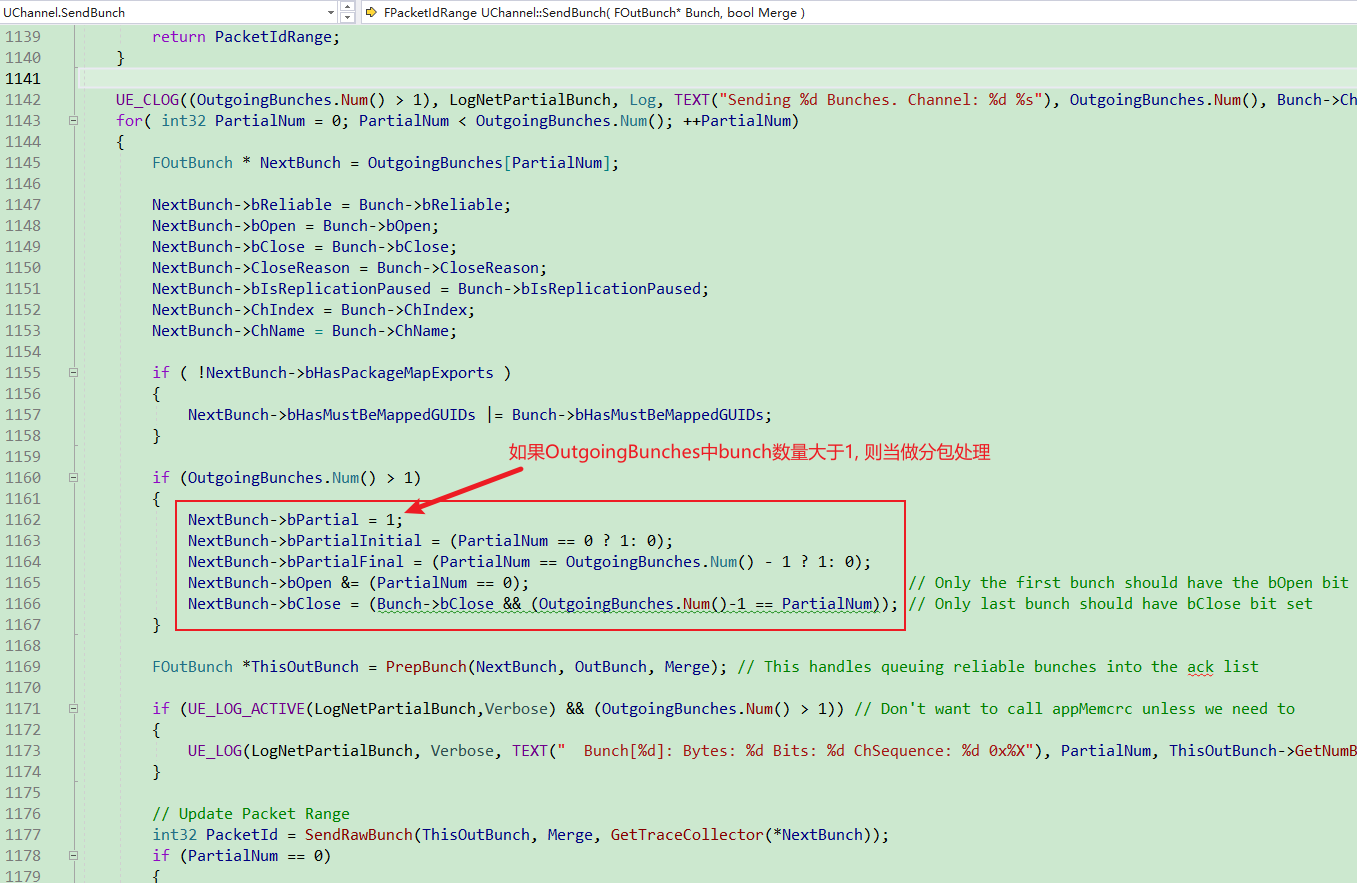 UChannel.SendBunch FPacketIdRange UChannel::SendBunch( FOutBunch* Bunch, bool Merge )
1139 return PacketIdRange;
1140 }
1141
1142 UE_CLOG((OutgoingBunches.Num() > 1), LogNetPartialBunch, Log, TEXT("Sending %d Bunches. Channel: %d %s"), OutgoingBunches.Num(), Bunch->Ch
1143 for( int32 PartialNum = 0; PartialNum < OutgoingBunches.Num(); ++PartialNum)
1144 {
1145 FOutBunch * NextBunch = OutgoingBunches[PartialNum];
1146
1147 NextBunch->bReliable = Bunch->bReliable;
1148 NextBunch->bOpen = Bunch->bOpen;
1149 NextBunch->bClose = Bunch->bClose;
1150 NextBunch->CloseReason = Bunch->CloseReason;
1151 NextBunch->bIsReplicationPaused = Bunch->bIsReplicationPaused;
1152 NextBunch->ChIndex = Bunch->ChIndex;
1153 NextBunch->ChName = Bunch->ChName;
1154
1155 if ( !NextBunch->bHasPackageMapExports )
1156 {
1157 NextBunch->bHasMustBeMappedGUIDs |= Bunch->bHasMustBeMappedGUIDs;
1158 }
如果OutgoingBunches中bunch数量大于1, 则当做分包处理
1159
1160 if (OutgoingBunches.Num() > 1)
1161 {
1162 NextBunch->bPartial = 1;
1163 NextBunch->bPartialInitial = (PartialNum == 0 ? 1: 0);
1164 NextBunch->bPartialFinal = (PartialNum == OutgoingBunches.Num() - 1 ? 1: 0);
1165 NextBunch->bOpen &= (PartialNum == 0); // Only the first bunch should have the bOpen bit
1166 NextBunch->bClose = (Bunch->bClose && (OutgoingBunches.Num()-1 == PartialNum)); // Only last bunch should have bClose bit set
1167 }
1168
1169 FOutBunch *ThisOutBunch = PrepBunch(NextBunch, OutBunch, Merge); // This handles queuing reliable bunches into the ack list
1170
1171 if (UE_LOG_ACTIVE(LogNetPartialBunch,Verbose) && (OutgoingBunches.Num() > 1)) // Don't want to call appMemcrc unless we need to
1172 {
1173 UE_LOG(LogNetPartialBunch, Verbose, TEXT("	Bunch[%d]: Bytes: %d Bits: %d ChSequence: %d 0x%X"), PartialNum, ThisOutBunch->GetNumB
1174 }
1175
1176 // Update Packet Range
1177 int32 PacketId = SendRawBunch(ThisOutBunch, Merge, GetTraceCollector(*NextBunch));
1178 if (PartialNum == 0)
1179 {